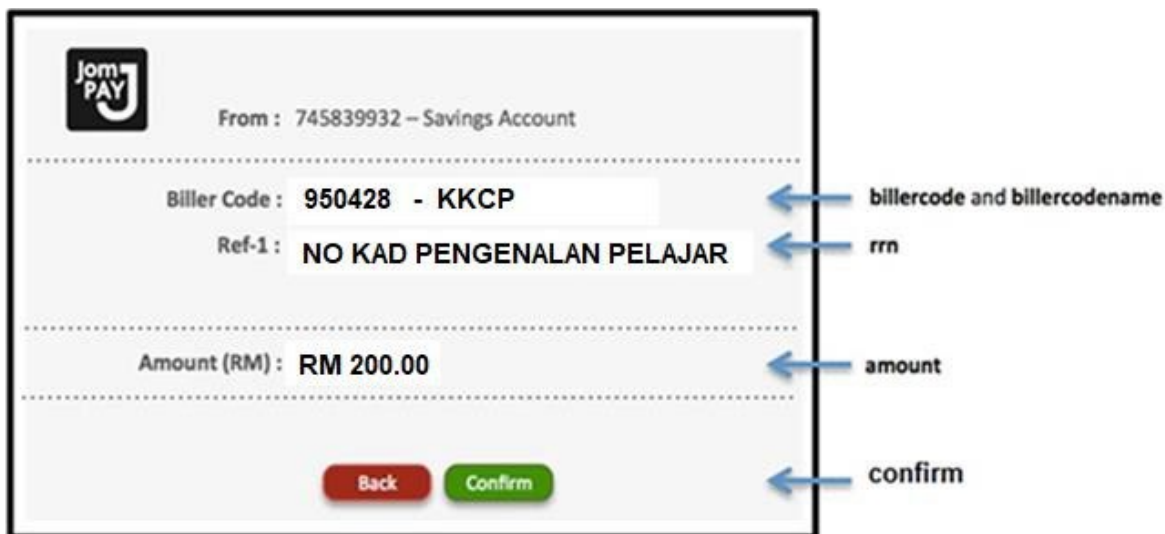 Jom
PAY
From : 745839932 – Savings Account
Biller Code : 950428 - KKCP
billercode and billercodename
Ref-1 : NO KAD PENGENALAN PELAJAR
rrn
Amount (RM) : RM 200.00
amount
Back Confirm
confirm